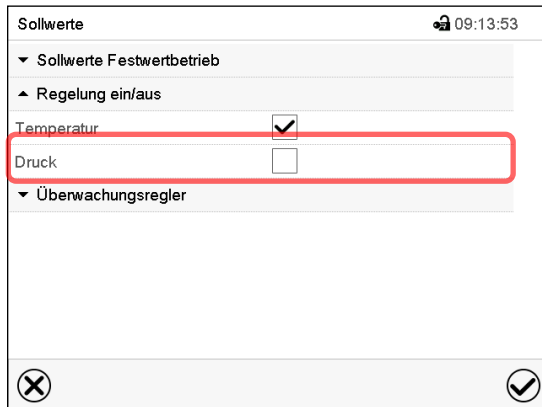 Sollwerte 09:13:53
Sollwerte Festwertbetrieb
Regelung ein/aus
Temperatur
Druck
Überwachungsregler